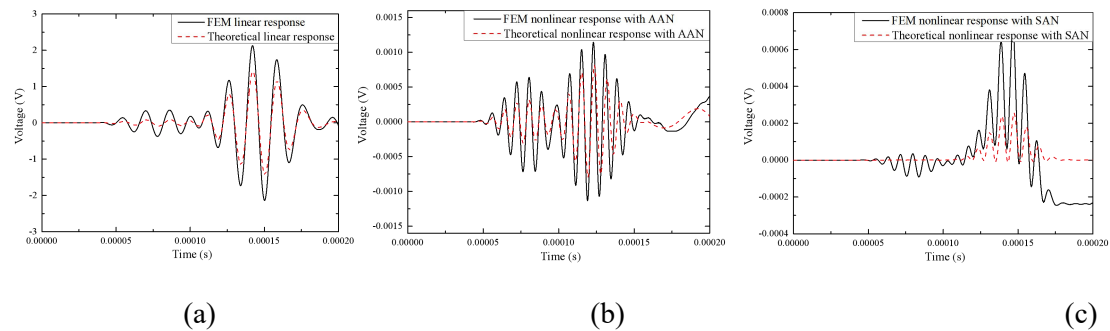 FEM linear response
Theoretical linear response
3
2
1
0
-1
-2
-3
Voltage (V)
0.00000
0.00005
0.00010
0.00015
0.00020
Time (s)
(a)
FEM nonlinear response with AAN
Theoretical nonlinear response with AAN
0.0015
0.0010
0.0005
0.0000
-0.0005
-0.0010
-0.0015
Voltage (V)
0.00000
0.00005
0.00010
0.00015
0.00020
Time (s)
(b)
FEM nonlinear response with SAN
Theoretical nonlinear response with SAN
0.0008
0.0006
0.0004
0.0002
0.0000
-0.0002
-0.0004
Voltage (V)
0.00000
0.00005
0.00010
0.00015
0.00020
Time (s)
(c)